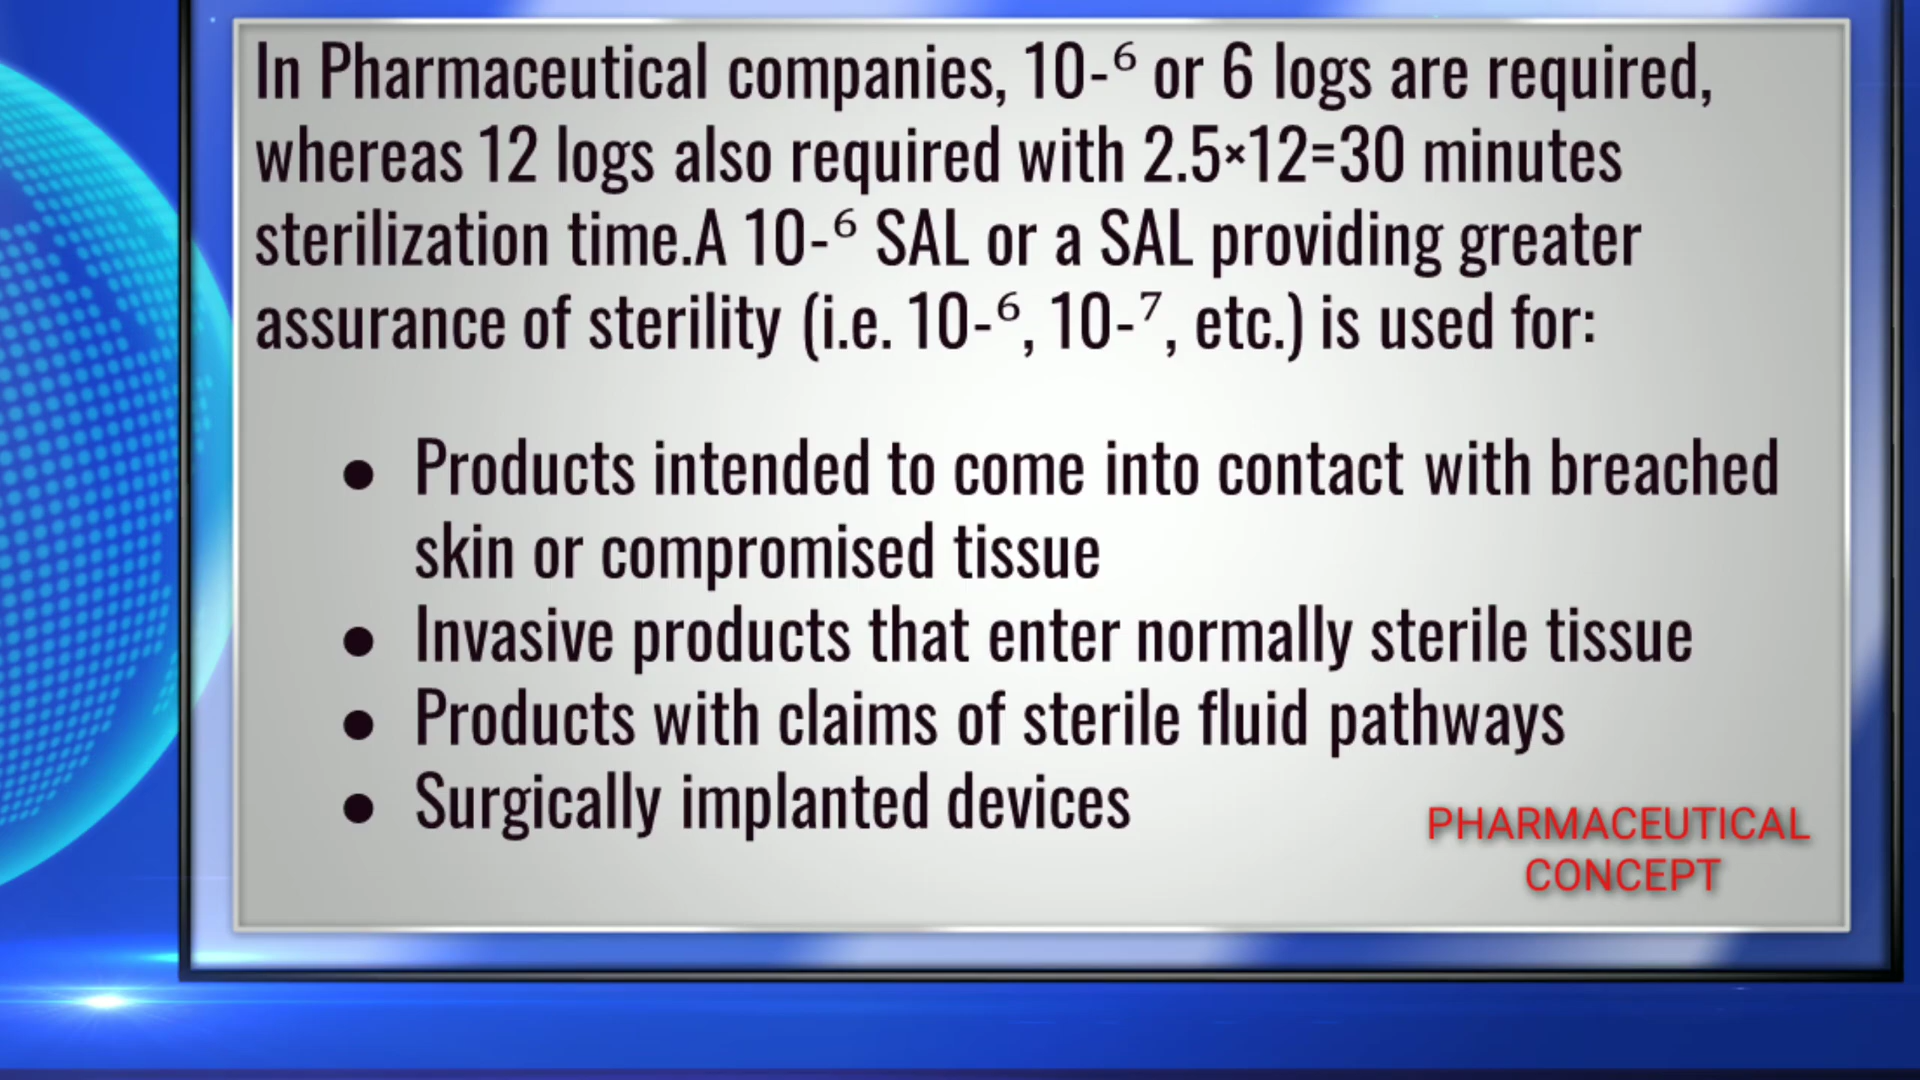 In Pharmaceutical companies, 10-⁶ or 6 logs are required,
whereas 12 logs also required with 2.5×12=30 minutes
sterilization time.A 10-⁶ SAL or a SAL providing greater
assurance of sterility (i.e. 10-⁶, 10-⁷, etc.) is used for:
● Products intended to come into contact with breached
skin or compromised tissue
● Invasive products that enter normally sterile tissue
● Products with claims of sterile fluid pathways
● Surgically implanted devices
PHARMACEUTICAL
CONCEPT